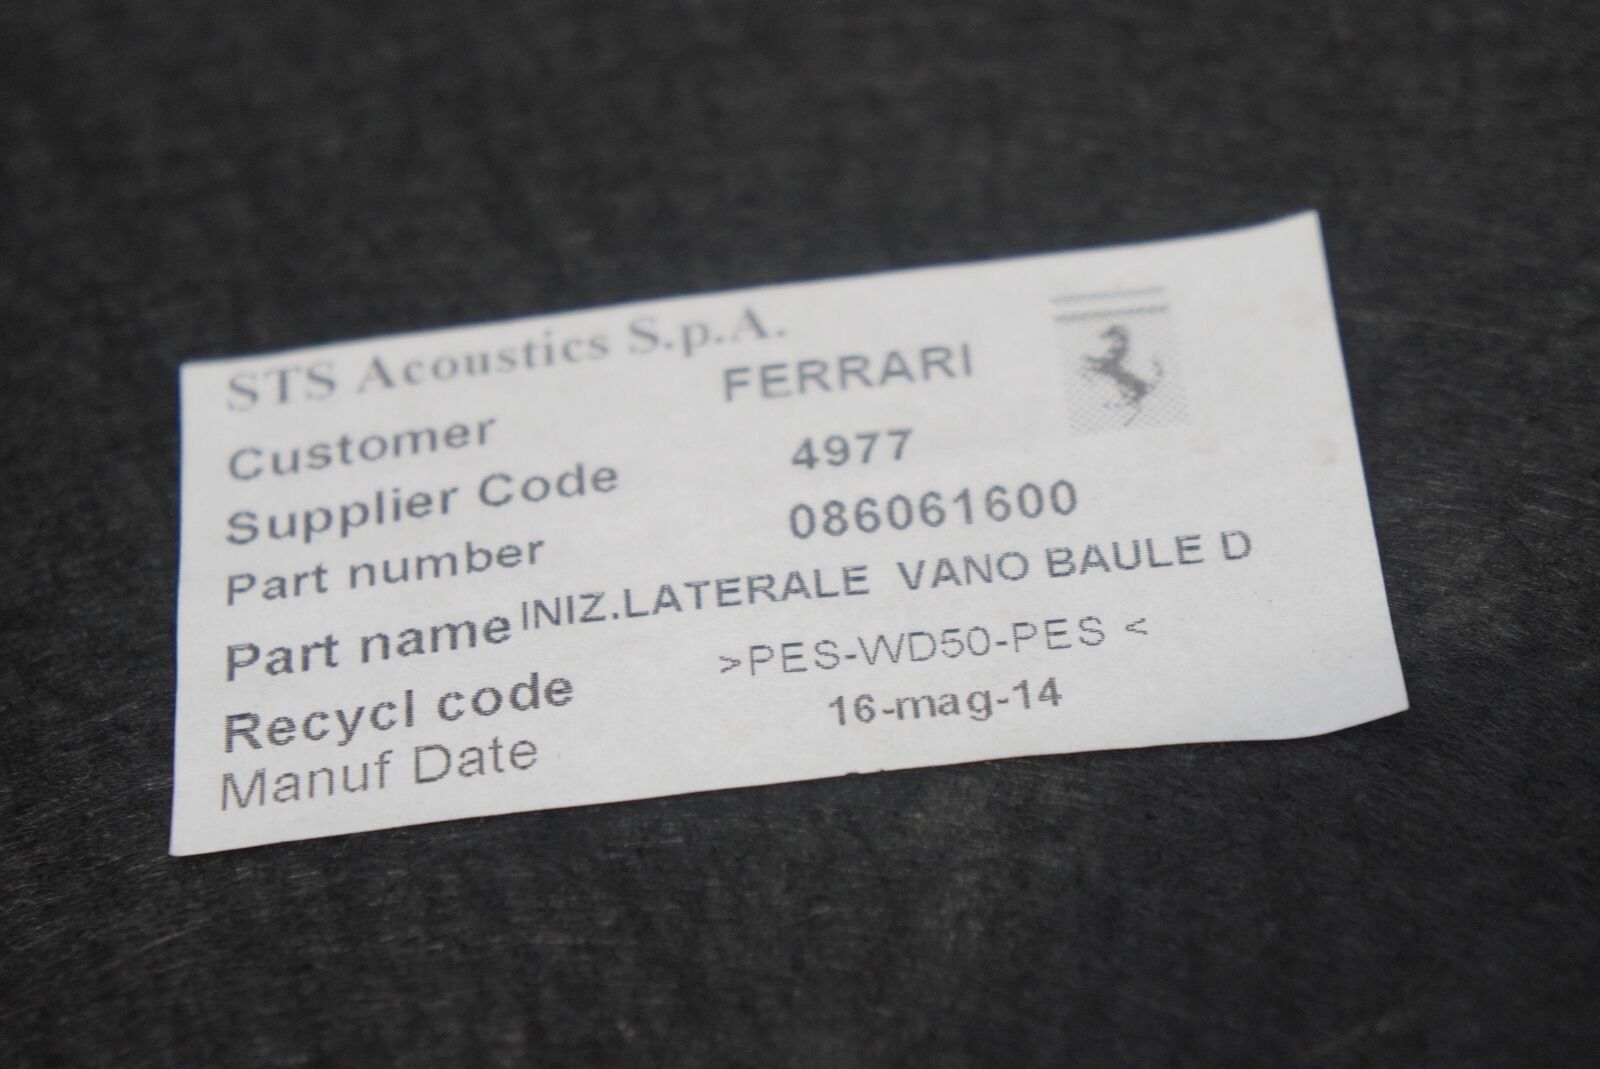 STS Acoustics S.p.A.
Customer FERRARI
Supplier Code 4977
Part number 086061600
Part name INIZ.LATERALE VANO BAULE D
Recycl code >PES-WD50-PES <
Manuf Date 16-mag-14